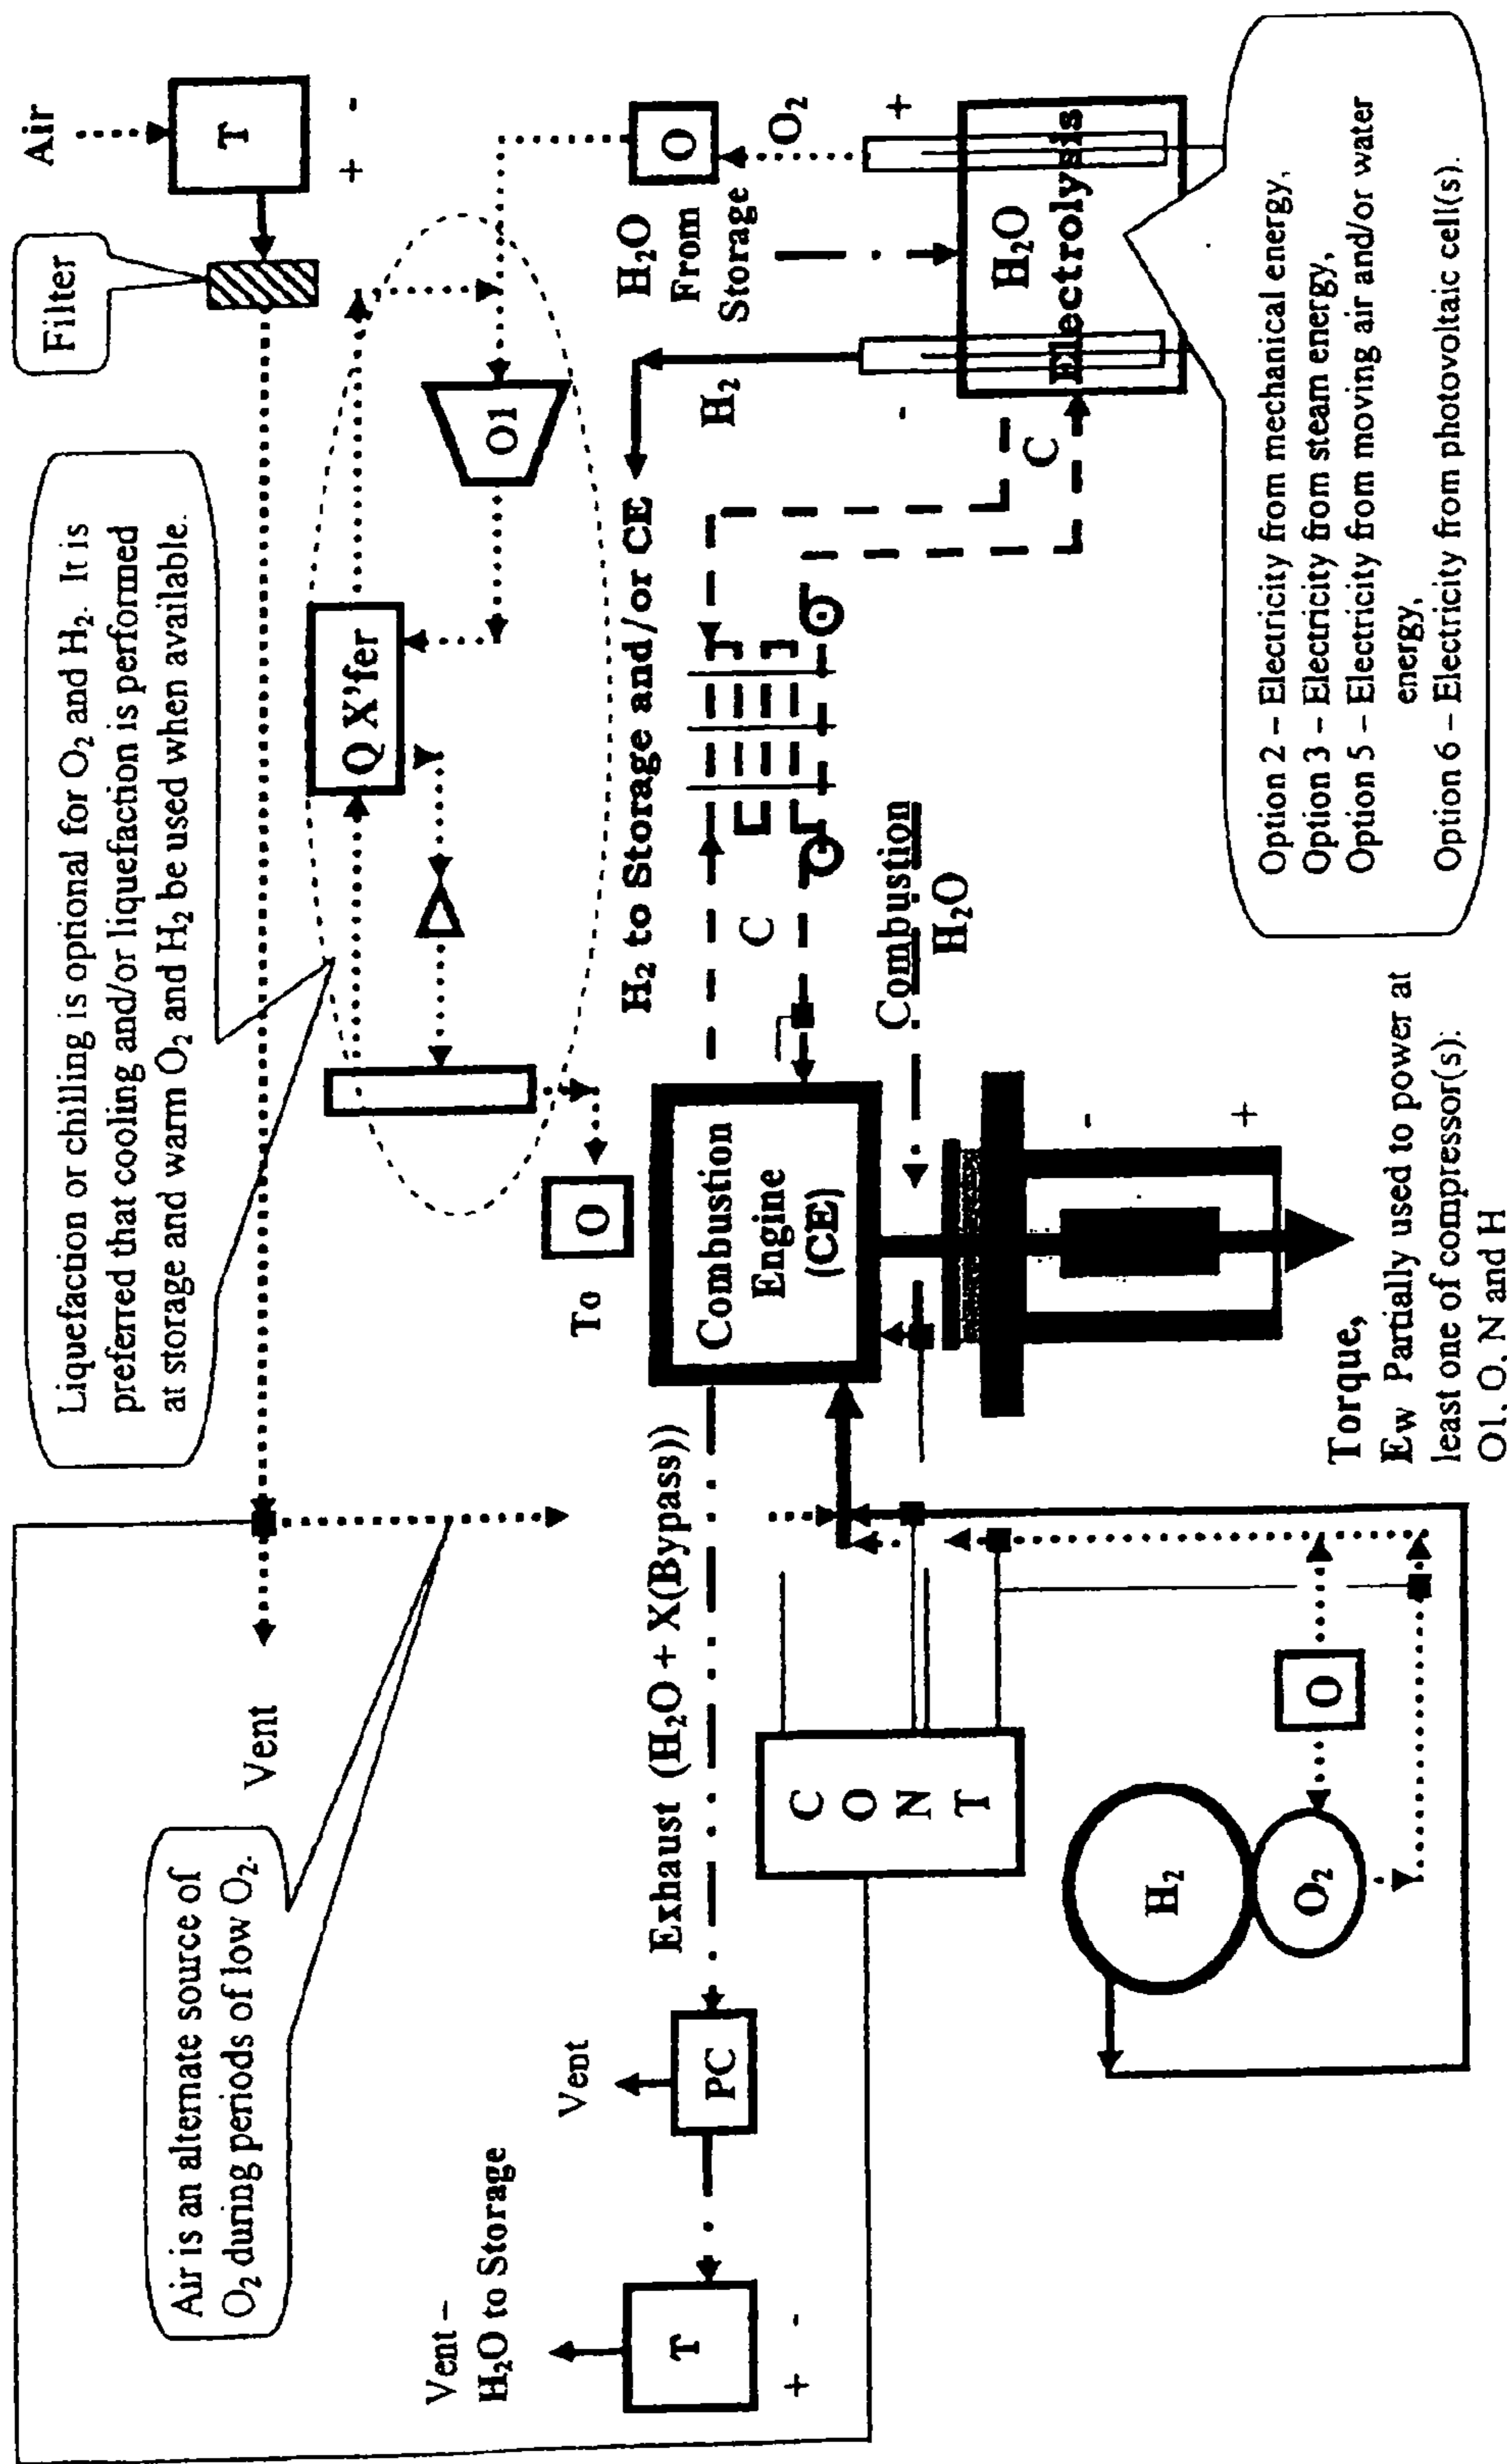 Air is an alternate source of
O₂ during periods of low O₂.
Liquefaction or chilling is optional for O₂ and H₂. It is
preferred that cooling and/or liquefaction is performed
at storage and warm O₂ and H₂ be used when available.
Filter
Air
T
+ -
Vent
Q X'fer
O1
To
O
H₂ to Storage and/or CE
H₂O
From
Storage
O
O₂
H₂
- +
H₂O
Electrolysis
C
C
Vent –
H₂O to Storage
Vent
T
+ -
PC
Exhaust (H₂O + X(Bypass))
Combustion
Engine
(CE)
Combustion
H₂O
C
O
N
T
H₂
O₂
O
-
+
Torque,
Ew Partially used to power at
least one of compressor(s):
O1, O, N and H
Option 2 – Electricity from mechanical energy,
Option 3 – Electricity from steam energy,
Option 5 – Electricity from moving air and/or water
energy,
Option 6 – Electricity from photovoltaic cell(s).